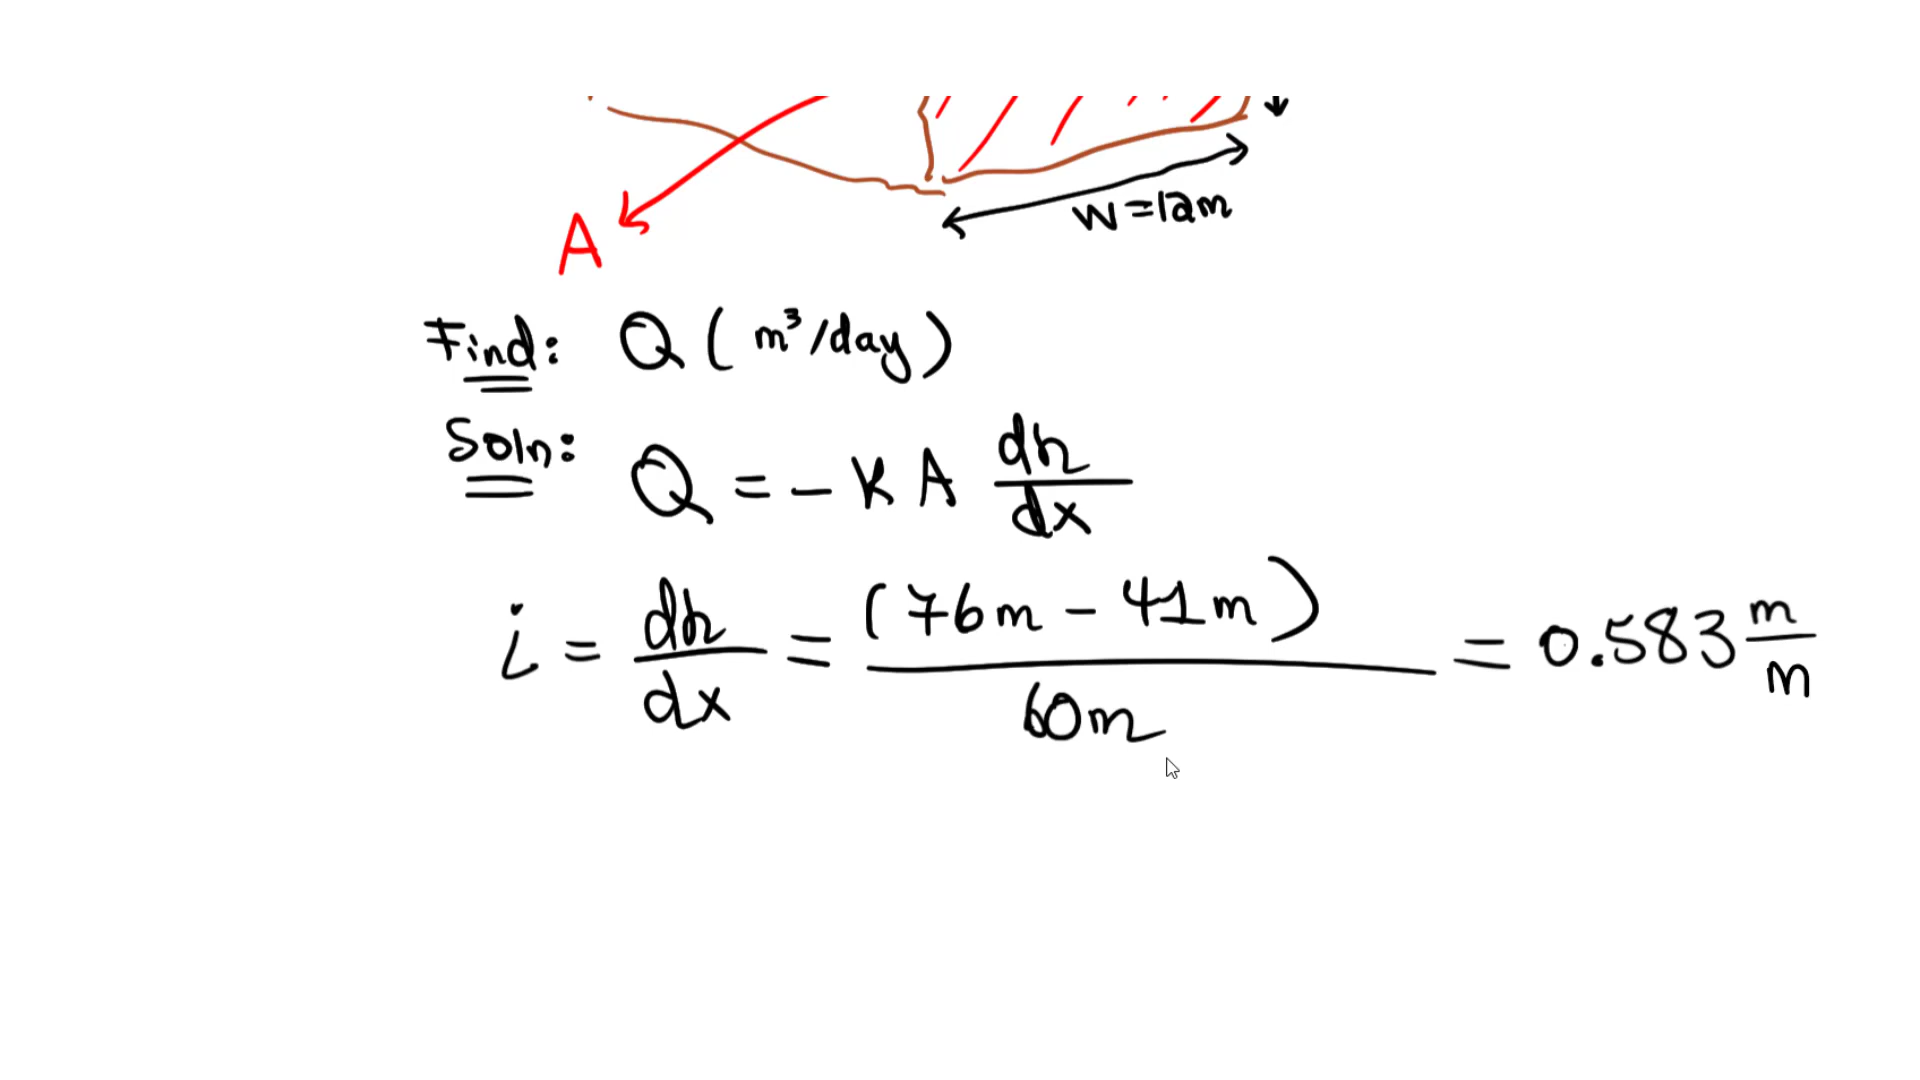 W = 12m
A
Find: Q ( m³/day )
Soln: Q = - K A dh/dx
i = dh/dx = (76m - 41m) / 60m = 0.583 m/m